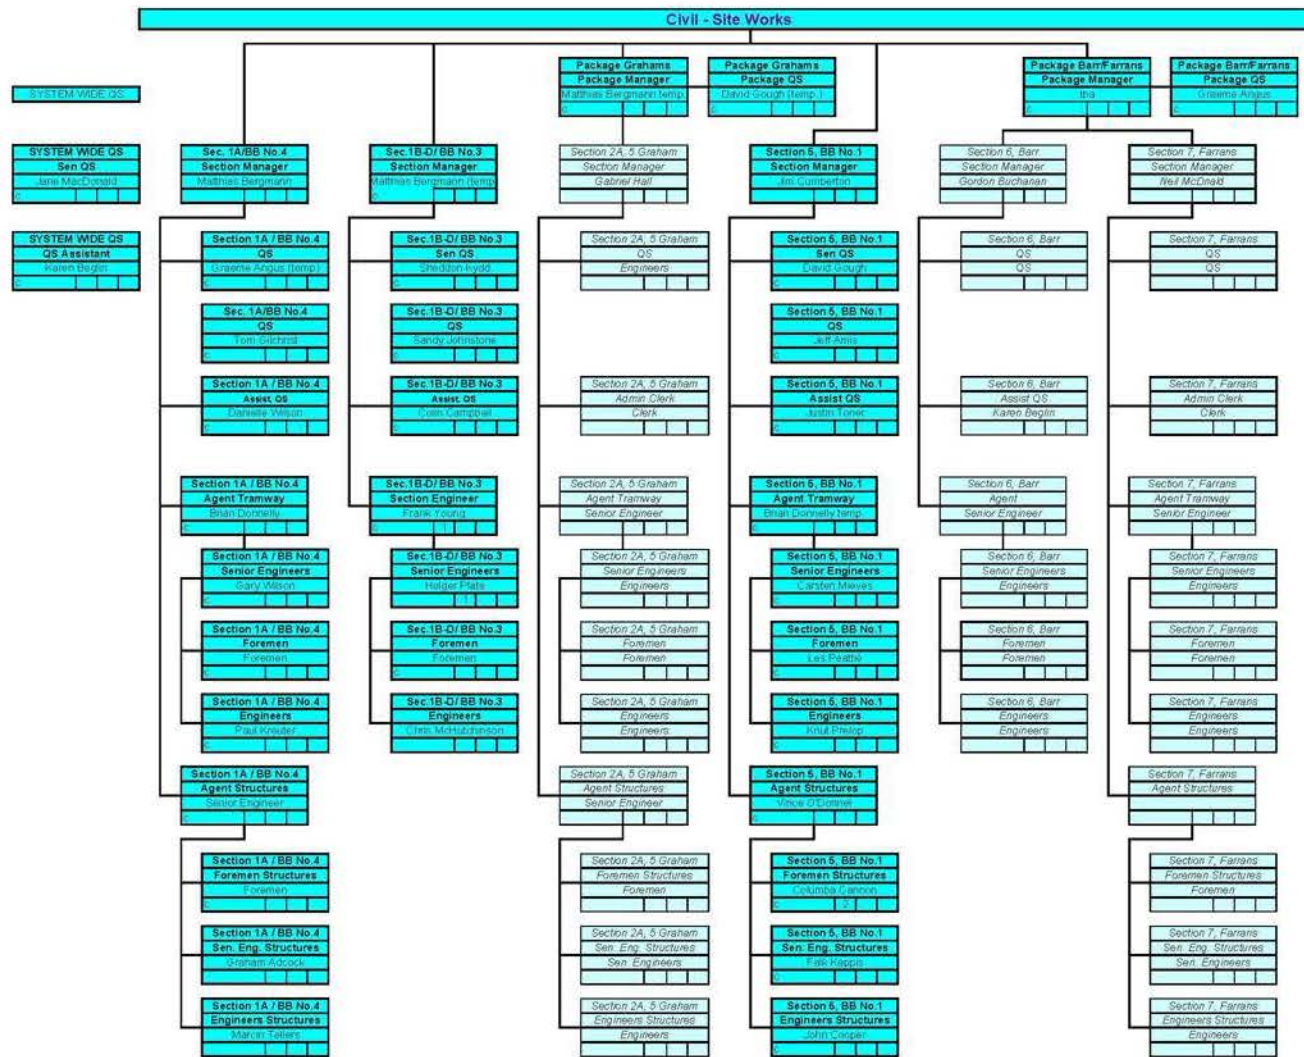 Civil - Site Works
Package Grahams
Package Manager
Matthias Bergmann temp.
C
Package Grahams
Package QS
David Gough (temp.)
C
Package Barr/Farrans
Package Manager
tba
C
Package Barr/Farrans
Package QS
Graeme Angus
C
SYSTEM WIDE QS
SYSTEM WIDE QS
Sen QS
Jane MacDonald
C
Sec. 1A/BB No.4
Section Manager
Matthias Bergmann
C
Sec.1B-D/ BB No.3
Section Manager
Matthias Bergmann (temp
C
Section 2A, 5 Graham
Section Manager
Gabriel Hall
Section 5, BB No.1
Section Manager
Jim Cumberton
C
Section 6, Barr
Section Manager
Gordon Buchanan
Section 7, Farrans
Section Manager
Neil McDnald
SYSTEM WIDE QS
QS Assistant
Karen Beglin
C
Section 1A / BB No.4
QS
Graeme Angus (temp)
C
Sec.1B-D/ BB No.3
Sen QS
Sheddon Kydd
C
Section 2A, 5 Graham
QS
Engineers
Section 5, BB No.1
Sen QS
David Gough
C
Section 6, Barr
QS
QS
Section 7, Farrans
QS
QS
Sec. 1A/BB No.4
QS
Tom Gilchrist
C
Sec.1B-D/ BB No.3
QS
Sandy Johnstone
C
Section 5, BB No.1
QS
Jeff Amis
C
Section 1A / BB No.4
Assist. QS
Danielle Wilson
C
Sec.1B-D/ BB No.3
Assist. QS
Colin Campbell
C
Section 2A, 5 Graham
Admin Clerk
Clerk
Section 5, BB No.1
Assist QS
Justin Toner
C
Section 6, Barr
Assist QS
Karen Beglin
Section 7, Farrans
Admin Clerk
Clerk
Section 1A / BB No.4
Agent Tramway
Brian Donnelly
C
Sec.1B-D/ BB No.3
Section Engineer
Frank Young
1
Section 2A, 5 Graham
Agent Tramway
Senior Engineer
Section 5, BB No.1
Agent Tramway
Brian Donnelly temp.
C
Section 6, Barr
Agent
Senior Engineer
Section 7, Farrans
Agent Tramway
Senior Engineer
Section 1A / BB No.4
Senior Engineers
Gary Wilson
C
Sec.1B-D/ BB No.3
Senior Engineers
Holger Plate
1
Section 2A, 5 Graham
Senior Engineers
Engineers
Section 5, BB No.1
Senior Engineers
Carsten Mieves
C
Section 6, Barr
Senior Engineers
Engineers
Section 7, Farrans
Senior Engineers
Engineers
Section 1A / BB No.4
Foremen
Foremen
C
Sec.1B-D/ BB No.3
Foremen
Foremen
C
Section 2A, 5 Graham
Foremen
Foremen
Section 5, BB No.1
Foremen
Les Peattie
C
Section 6, Barr
Foremen
Foremen
Section 7, Farrans
Foremen
Foremen
Section 1A / BB No.4
Engineers
Paul Kreuter
C
Sec.1B-D/ BB No.3
Engineers
Chris McHutchinson
C
Section 2A, 5 Graham
Engineers
Engineers
Section 5, BB No.1
Engineers
Knut Prelop
C
Section 6, Barr
Engineers
Engineers
Section 7, Farrans
Engineers
Engineers
Section 1A / BB No.4
Agent Structures
Senior Engineer
C
Section 2A, 5 Graham
Agent Structures
Senior Engineer
Section 5, BB No.1
Agent Structures
Vince O'Donnel
C
Section 7, Farrans
Agent Structures
Section 1A / BB No.4
Foremen Structures
Foremen
C
Section 2A, 5 Graham
Foremen Structures
Foremen
Section 5, BB No.1
Foremen Structures
Columba Cannon
C
Section 7, Farrans
Foremen Structures
Foremen
Section 1A / BB No.4
Sen. Eng. Structures
Graham Adcock
Section 2A, 5 Graham
Sen. Eng. Structures
Sen. Engineers
Section 5, BB No.1
Sen. Eng. Structures
Falk Kappis
C
Section 7, Farrans
Sen. Eng. Structures
Sen. Engineers
Section 1A / BB No.4
Engineers Structures
Marcin Tellers
Section 2A, 5 Graham
Engineers Structures
Engineers
Section 5, BB No.1
Engineers Structures
John Cooper
C
Section 7, Farrans
Engineers Structures
Engineers